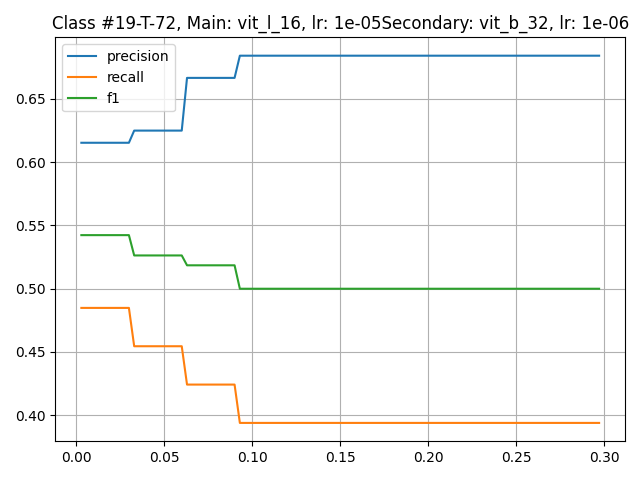 Class #19-T-72, Main: vit_l_16, lr: 1e-05Secondary: vit_b_32, lr: 1e-06
precision
recall
f1
0.65
0.60
0.55
0.50
0.45
0.40
0.00 0.05 0.10 0.15 0.20 0.25 0.30